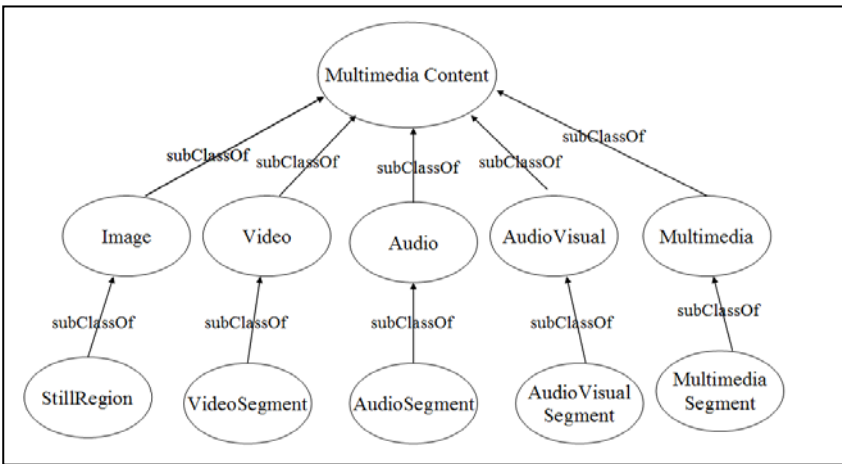 Multimedia Content
subClassOf
subClassOf
subClassOf
subClassOf
subClassOf
Image
Video
Audio
AudioVisual
Multimedia
subClassOf
subClassOf
subClassOf
subClassOf
subClassOf
StillRegion
VideoSegment
AudioSegment
AudioVisual
Segment
Multimedia
Segment